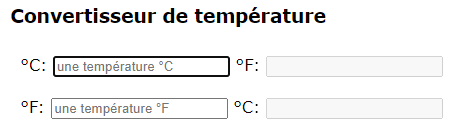 Convertisseur de température
°C: une température °C °F:
°F: une température °F °C: